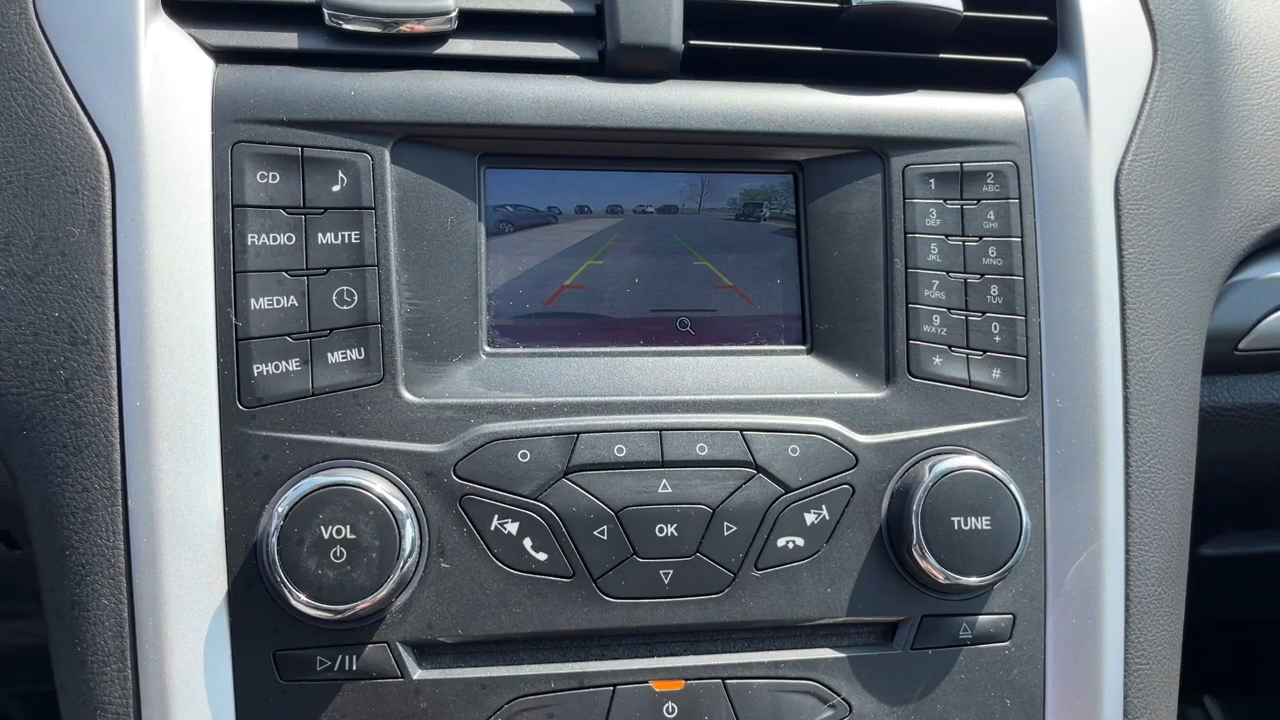 CD
RADIO
MUTE
MEDIA
PHONE
MENU
1
2
ABC
3
DEF
4
GHI
5
JKL
6
MNO
7
PQRS
8
TUV
9
WXYZ
0
+
*
#
VOL
OK
TUNE